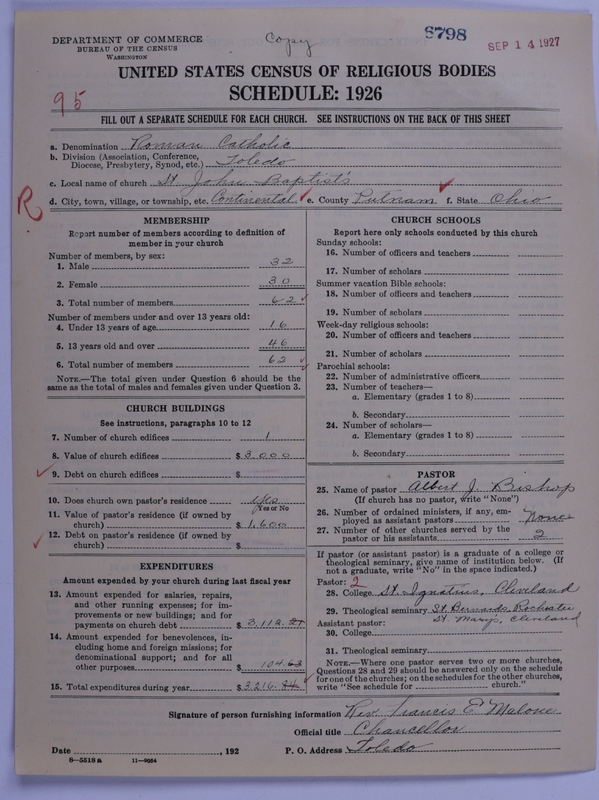 DEPARTMENT OF COMMERCE
BUREAU OF THE CENSUS
WASHINGTON
Copy
6798
SEP 14 1927
UNITED STATES CENSUS OF RELIGIOUS BODIES
SCHEDULE: 1926
95
FILL OUT A SEPARATE SCHEDULE FOR EACH CHURCH. SEE INSTRUCTIONS ON THE BACK OF THIS SHEET
a. Denomination Roman Catholic
b. Division (Association, Conference, Diocese, Presbytery, Synod, etc.) Toledo
c. Local name of church St. John Baptist's
R
d. City, town, village, or township, etc. Continental e. County Putnam f. State Ohio
MEMBERSHIP
Report number of members according to definition of
member in your church
Number of members, by sex:
1. Male 32
2. Female 30
3. Total number of members 62
Number of members under and over 13 years old:
4. Under 13 years of age 16
5. 13 years old and over 46
6. Total number of members 62
NOTE.—The total given under Question 6 should be the
same as the total of males and females given under Question 3.
CHURCH BUILDINGS
See instructions, paragraphs 10 to 12
7. Number of church edifices 1
8. Value of church edifices $ 3,000
9. Debt on church edifices $
10. Does church own pastor's residence yes
Yes or No
11. Value of pastor's residence (if owned by
church) $ 1,600
12. Debt on pastor's residence (if owned by
church) $
EXPENDITURES
Amount expended by your church during last fiscal year
13. Amount expended for salaries, repairs,
and other running expenses; for im-
provements or new buildings; and for
payments on church debt $ 3,112.
14. Amount expended for benevolences, in-
cluding home and foreign missions; for
denominational support; and for all
other purposes $ 104.63
15. Total expenditures during year $ 3,216.
CHURCH SCHOOLS
Report here only schools conducted by this church
Sunday schools:
16. Number of officers and teachers
17. Number of scholars
Summer vacation Bible schools:
18. Number of officers and teachers
19. Number of scholars
Week-day religious schools:
20. Number of officers and teachers
21. Number of scholars
Parochial schools:
22. Number of administrative officers
23. Number of teachers—
a. Elementary (grades 1 to 8)
b. Secondary
24. Number of scholars—
a. Elementary (grades 1 to 8)
b. Secondary
PASTOR
25. Name of pastor Albert J. Bishop
(If church has no pastor, write "None")
26. Number of ordained ministers, if any, em-
ployed as assistant pastors None
27. Number of other churches served by the
pastor or his assistants 2
If pastor (or assistant pastor) is a graduate of a college or
theological seminary, give name of institution below. (If
not a graduate, write "No" in the space indicated.)
Pastor: 2
28. College St. Ignatius, Cleveland
29. Theological seminary St. Bernards Rochester
Assistant pastor: St. Marys, Cleveland
30. College
31. Theological seminary
NOTE.—Where one pastor serves two or more churches,
Questions 28 and 29 should be answered only on the schedule
for one of the churches; on the schedules for the other churches,
write "See schedule for church."
Signature of person furnishing information Rev. Francis E. Malone
Official title Chancellor
Date , 192 P. O. Address Toledo
8—5518 a 11—9064